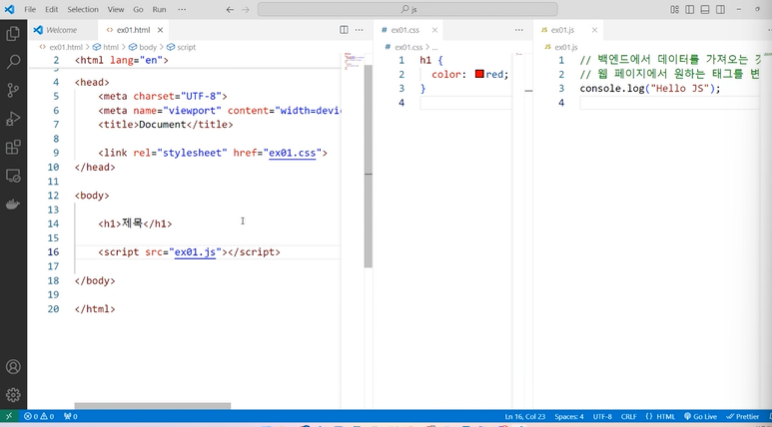 File Edit Selection View Go Run ... js
Welcome ex01.html
ex01.html > html > body > script
2 <html lang="en">
3
4 <head>
5 <meta charset="UTF-8">
6 <meta name="viewport" content="width=devi
7 <title>Document</title>
8
9 <link rel="stylesheet" href="ex01.css">
10 </head>
11
12 <body>
13
14 <h1>제목</h1>
15
16 <script src="ex01.js"></script>
17
18 </body>
19
20 </html>
ex01.css
ex01.css > ...
1 h1 {
2 color: red;
3 }
4
ex01.js
ex01.js
1 // 백엔드에서 데이터를 가져오는
2 // 웹 페이지에서 원하는 태그를
3 console.log("Hello JS");
4
0 0 0 Ln 16, Col 23 Spaces: 4 UTF-8 CRLF {} HTML Go Live Prettier